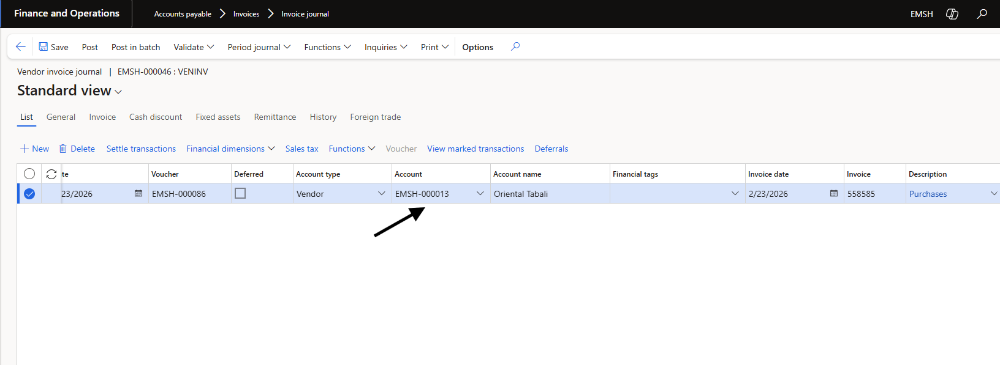 Finance and Operations Accounts payable Invoices Invoice journal EMSH
Save Post Post in batch Validate Period journal Functions Inquiries Print Options
Vendor invoice journal | EMSH-000046 : VENINV
Standard view
List General Invoice Cash discount Fixed assets Remittance History Foreign trade
New Delete Settle transactions Financial dimensions Sales tax Functions Voucher View marked transactions Deferrals
te Voucher Deferred Account type Account Account name Financial tags Invoice date Invoice Description
23/2026 EMSH-000086 Vendor EMSH-000013 Oriental Tabali 2/23/2026 558585 Purchases